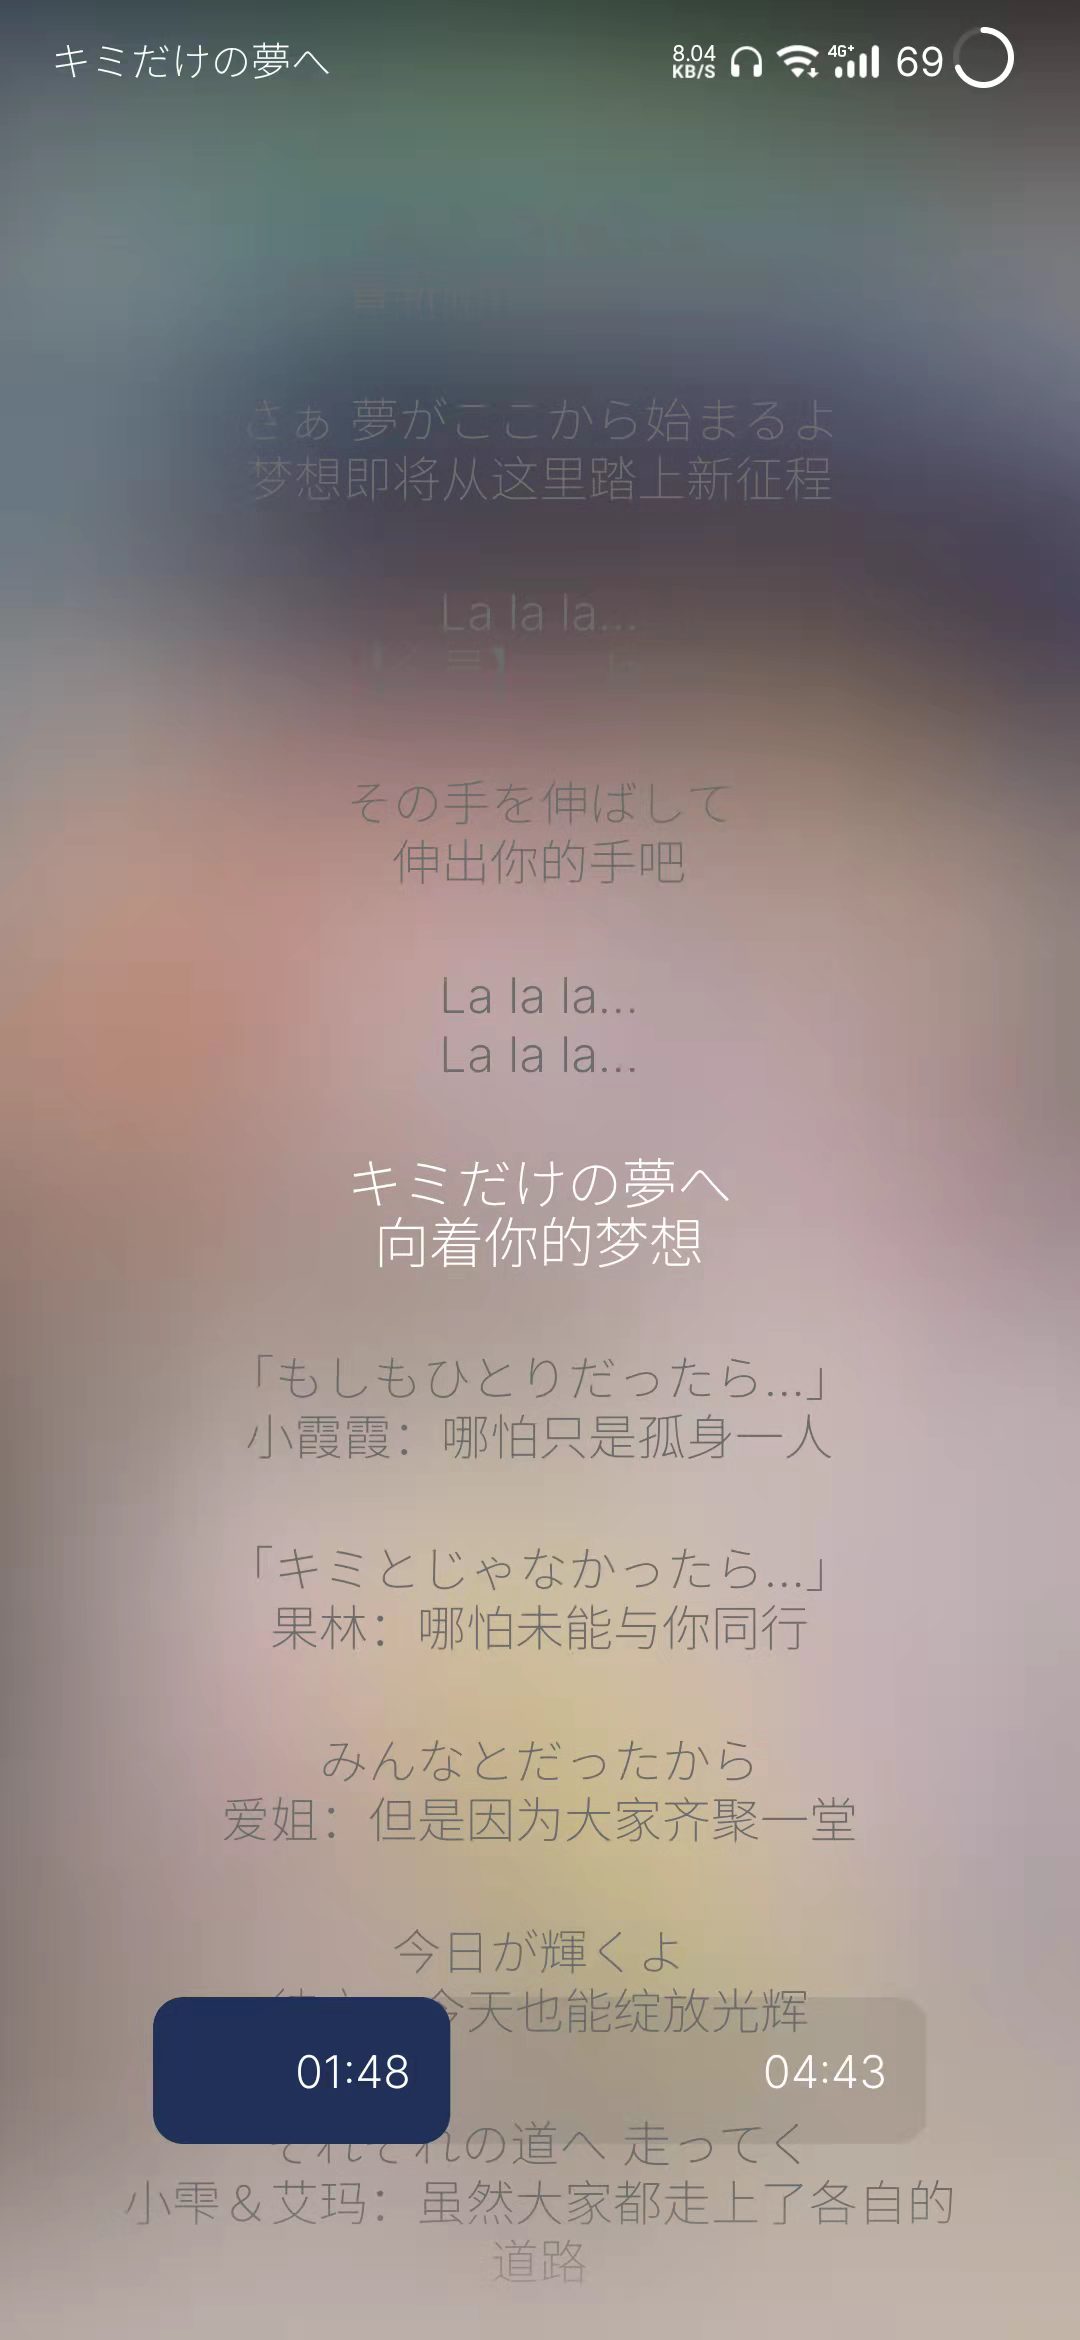 キミだけの夢へ
8.04 KB/S 4G+ 69
さぁ 夢がここから始まるよ
梦想即将从这里踏上新征程
La la la...
その手を伸ばして
伸出你的手吧
La la la...
La la la...
キミだけの夢へ
向着你的梦想
「もしもひとりだったら...」
小霞霞：哪怕只是孤身一人
「キミとじゃなかったら...」
果林：哪怕未能与你同行
みんなとだったから
爱姐：但是因为大家齐聚一堂
今日が輝くよ
今天也能绽放光辉
01:48 04:43
それぞれの道へ 走ってく
小雫＆艾玛：虽然大家都走上了各自的
道路